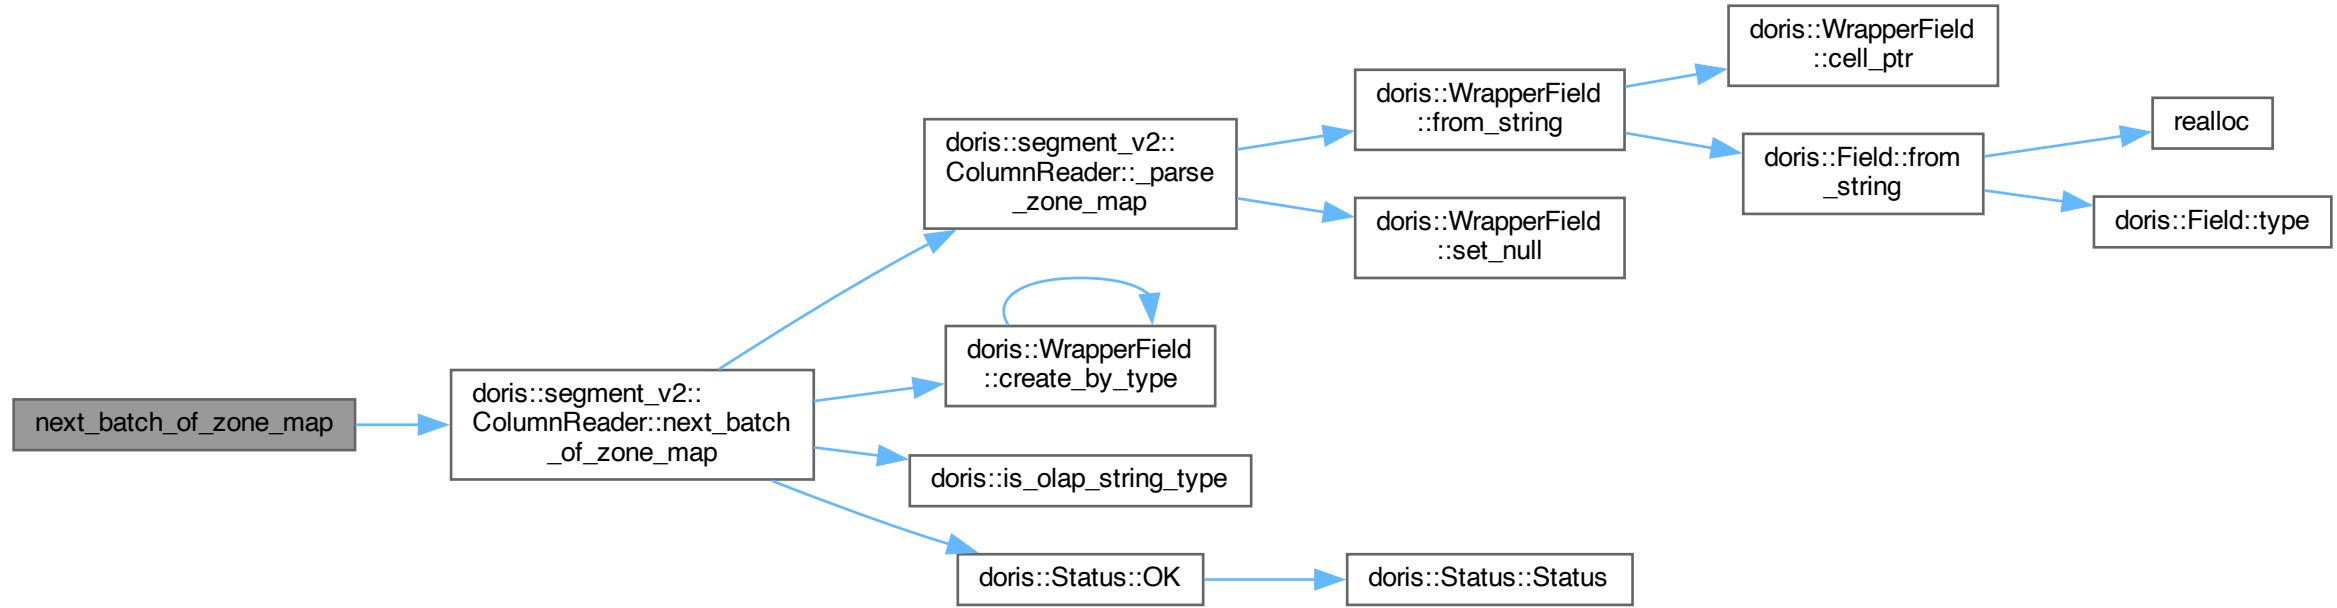 next_batch_of_zone_map
doris::segment_v2::
ColumnReader::next_batch
_of_zone_map
doris::segment_v2::
ColumnReader::_parse
_zone_map
doris::WrapperField
::from_string
doris::WrapperField
::cell_ptr
doris::Field::from
_string
realloc
doris::Field::type
doris::WrapperField
::set_null
doris::WrapperField
::create_by_type
doris::is_olap_string_type
doris::Status::OK
doris::Status::Status